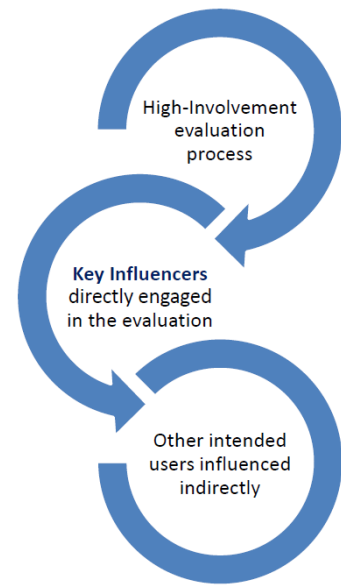 High-Involvement
evaluation
process
Key Influencers
directly engaged
in the evaluation
Other intended
users influenced
indirectly